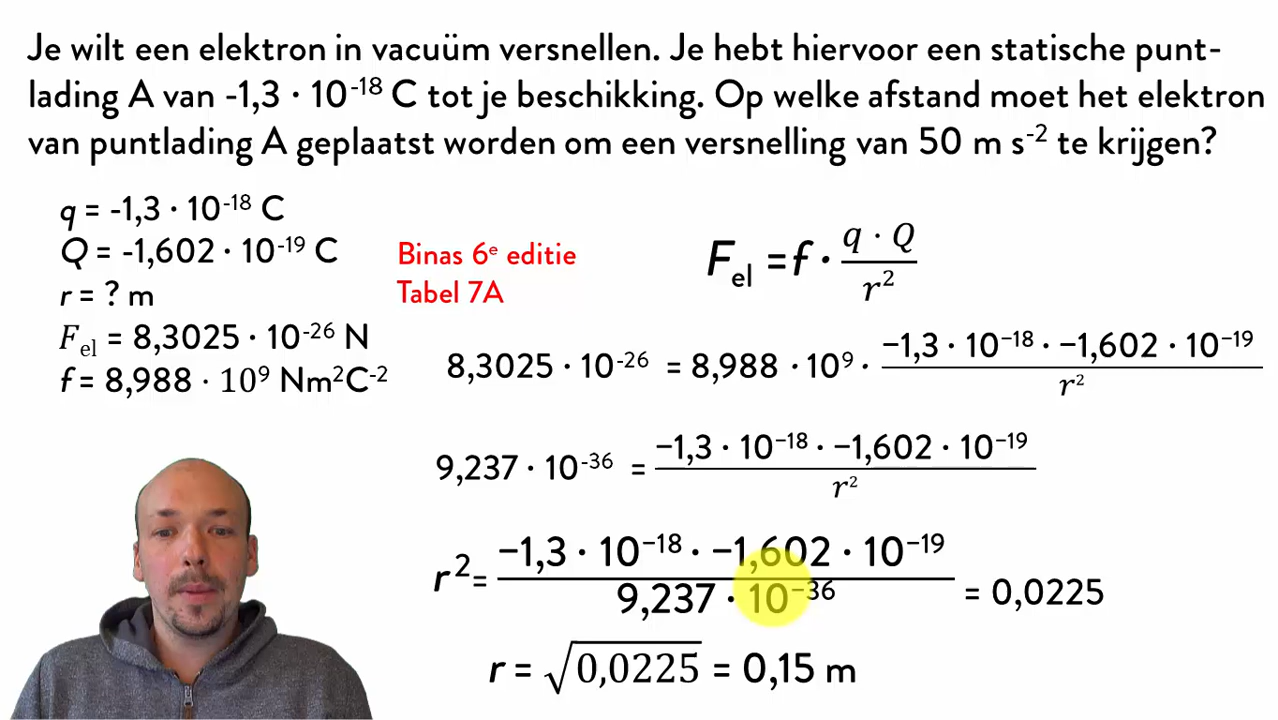 Je wilt een elektron in vacuüm versnellen. Je hebt hiervoor een statische punt-
lading A van -1,3 · 10⁻¹⁸ C tot je beschikking. Op welke afstand moet het elektron
van puntlading A geplaatst worden om een versnelling van 50 m s⁻² te krijgen?
q = -1,3 · 10⁻¹⁸ C
Q = -1,602 · 10⁻¹⁹ C
r = ? m
Fel = 8,3025 · 10⁻²⁶ N
f = 8,988 · 10⁹ Nm²C⁻²
Binas 6ᵉ editie
Tabel 7A
Fel = f · (q · Q) / r²
8,3025 · 10⁻²⁶ = 8,988 · 10⁹ · (−1,3 · 10⁻¹⁸ · −1,602 · 10⁻¹⁹) / r²
9,237 · 10⁻³⁶ = (−1,3 · 10⁻¹⁸ · −1,602 · 10⁻¹⁹) / r²
r² = (−1,3 · 10⁻¹⁸ · −1,602 · 10⁻¹⁹) / (9,237 · 10⁻³⁶) = 0,0225
r = √0,0225 = 0,15 m